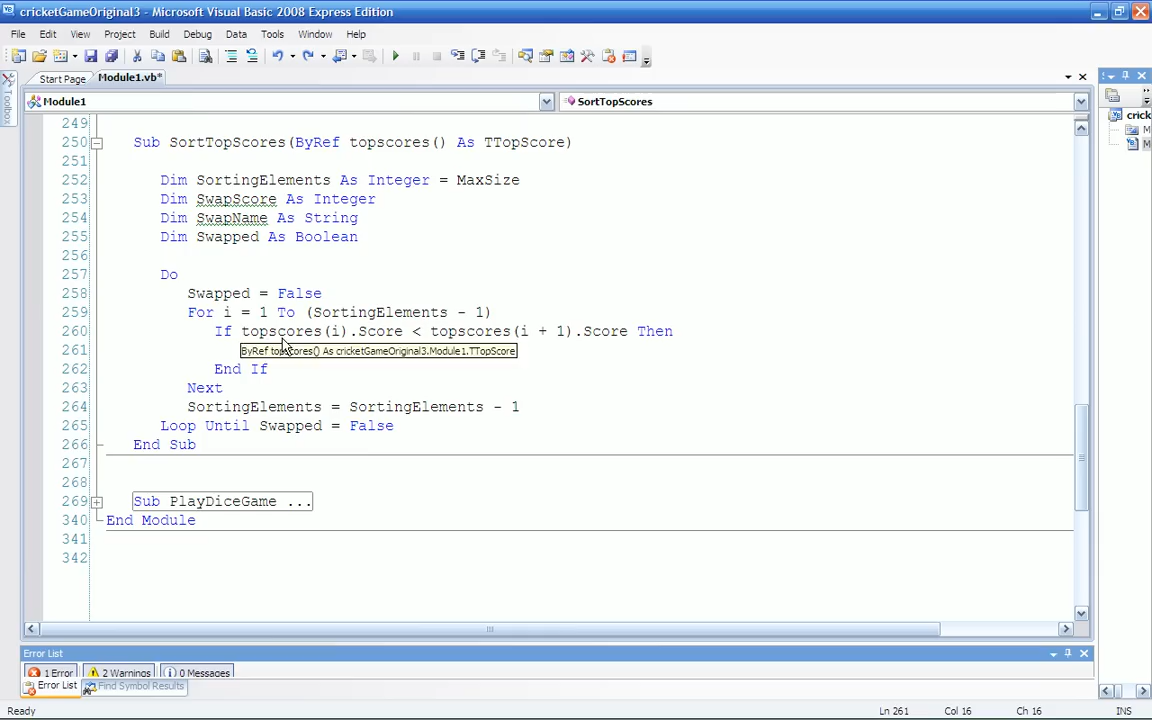 cricketGameOriginal3 - Microsoft Visual Basic 2008 Express Edition
File Edit View Project Build Debug Data Tools Window Help
Start Page Module1.vb*
Toolbox
Module1 SortTopScores
crick
M
M
249
250 Sub SortTopScores(ByRef topscores() As TTopScore)
251
252 Dim SortingElements As Integer = MaxSize
253 Dim SwapScore As Integer
254 Dim SwapName As String
255 Dim Swapped As Boolean
256
257 Do
258 Swapped = False
259 For i = 1 To (SortingElements - 1)
260 If topscores(i).Score < topscores(i + 1).Score Then
261 ByRef topscores() As cricketGameOriginal3.Module1.TTopScore
262 End If
263 Next
264 SortingElements = SortingElements - 1
265 Loop Until Swapped = False
266 End Sub
267
268
269 Sub PlayDiceGame ...
340 End Module
341
342
Error List
1 Error 2 Warnings 0 Messages
Error List Find Symbol Results
Ready Ln 261 Col 16 Ch 16 INS